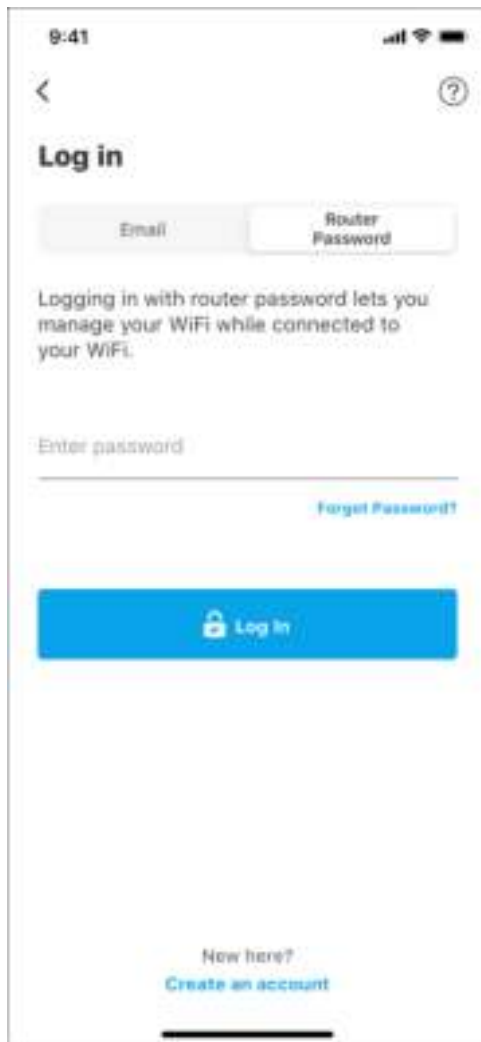 9:41
Log in
Email
Router
Password
Logging in with router password lets you
manage your WiFi while connected to
your WiFi.
Enter password
Forgot Password?
Log In
New here?
Create an account